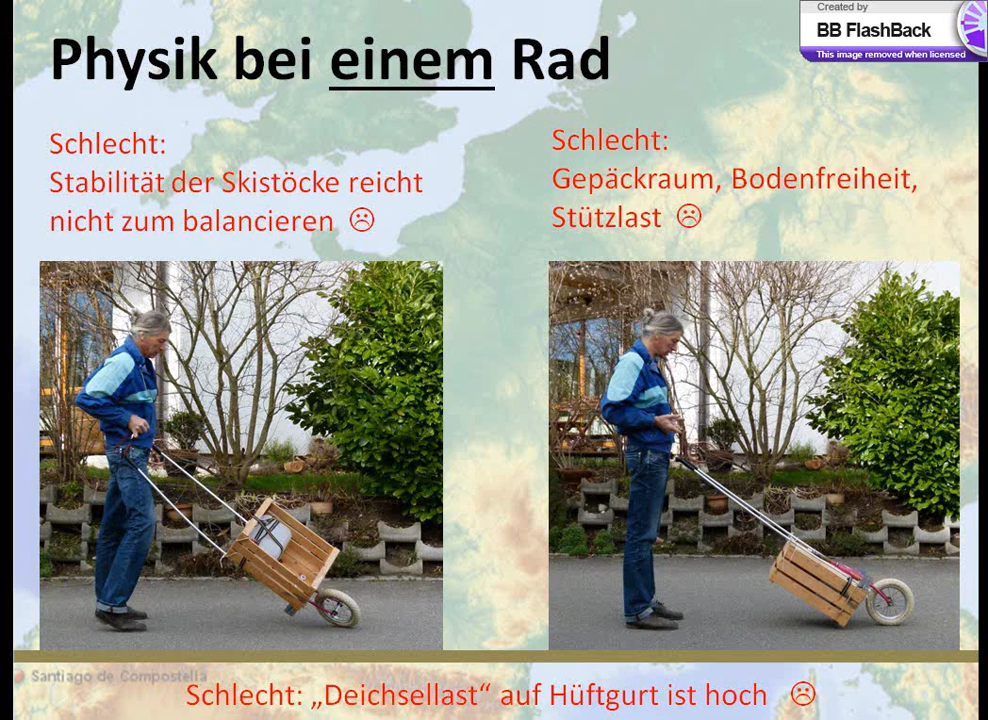 Created by
BB FlashBack
This image removed when licensed
Physik bei einem Rad
Schlecht:
Stabilität der Skistöcke reicht
nicht zum balancieren ☹
Schlecht:
Gepäckraum, Bodenfreiheit,
Stützlast ☹
Santiago de Compostella
Schlecht: „Deichsellast“ auf Hüftgurt ist hoch ☹